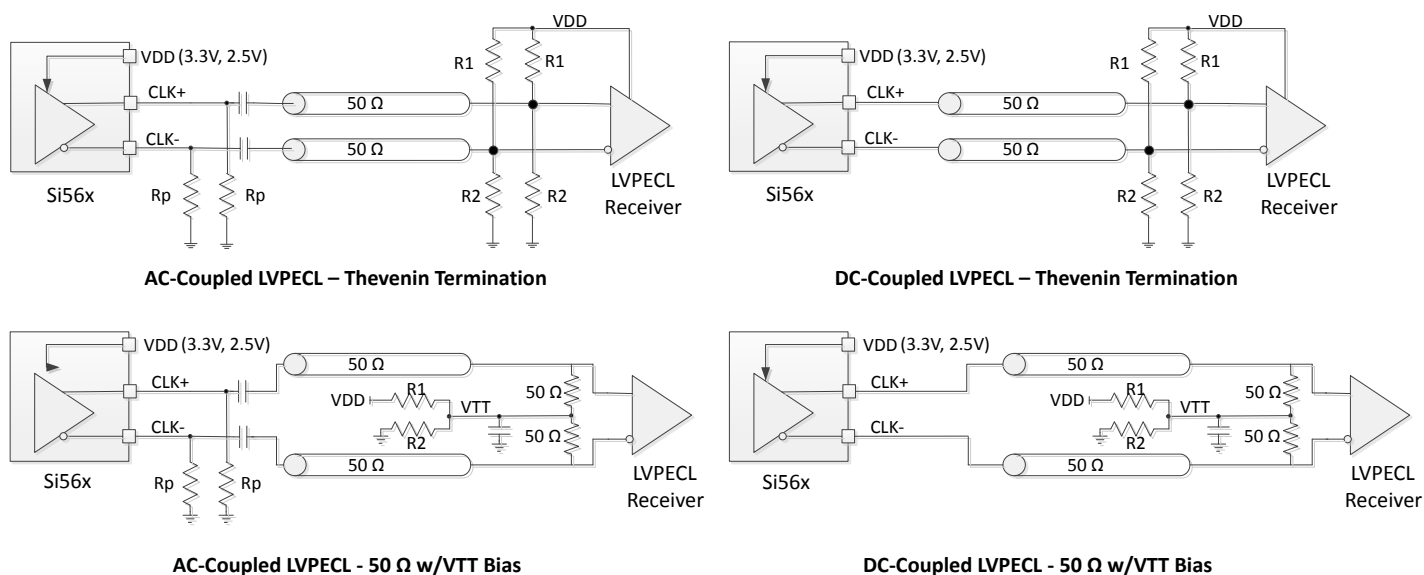 VDD
VDD (3.3V, 2.5V)
R1
R1
CLK+
50 Ω
CLK-
50 Ω
Si56x
Rp
Rp
R2
R2
LVPECL
Receiver
AC-Coupled LVPECL – Thevenin Termination
VDD
VDD (3.3V, 2.5V)
R1
R1
CLK+
50 Ω
CLK-
50 Ω
Si56x
R2
R2
LVPECL
Receiver
DC-Coupled LVPECL – Thevenin Termination
VDD (3.3V, 2.5V)
50 Ω
CLK+
R1
VDD
VTT
50 Ω
50 Ω
CLK-
R2
50 Ω
Si56x
Rp
Rp
LVPECL
Receiver
AC-Coupled LVPECL - 50 Ω w/VTT Bias
VDD (3.3V, 2.5V)
50 Ω
CLK+
R1
VDD
VTT
50 Ω
50 Ω
CLK-
R2
50 Ω
Si56x
LVPECL
Receiver
DC-Coupled LVPECL - 50 Ω w/VTT Bias